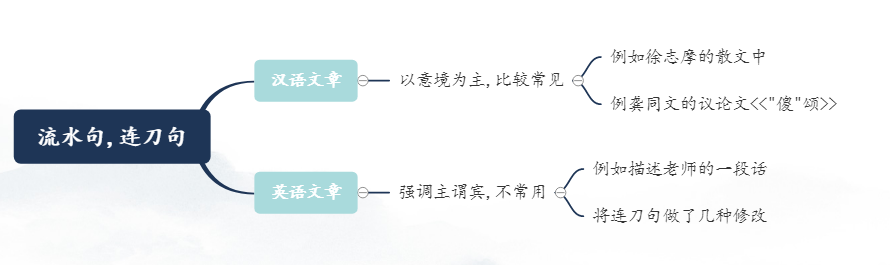 流水句,连刀句
汉语文章
以意境为主,比较常见
例如徐志摩的散文中
例龚同文的议论文<<"傻"颂>>
英语文章
强调主谓宾,不常用
例如描述老师的一段话
将连刀句做了几种修改